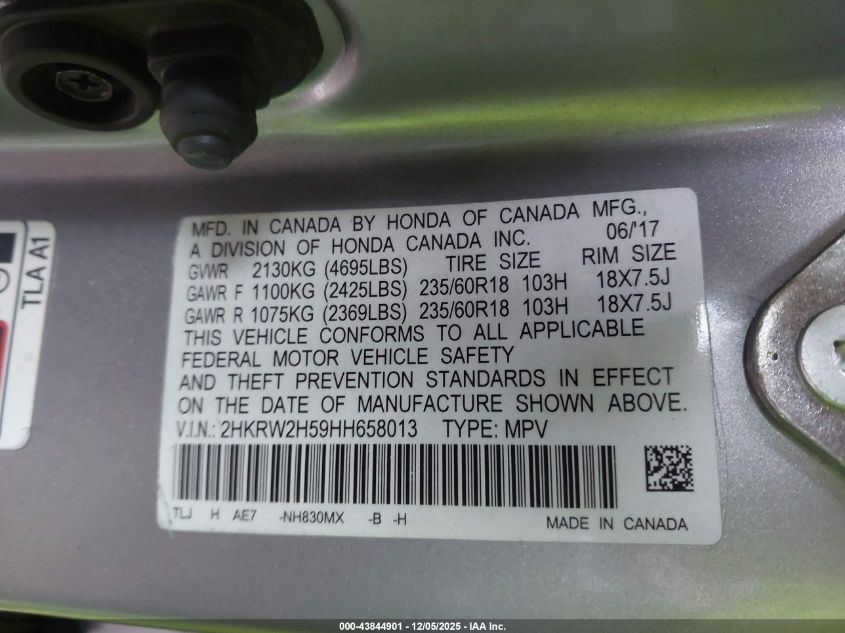 TLA A1
MFD. IN CANADA BY HONDA OF CANADA MFG.,
A DIVISION OF HONDA CANADA INC. 06/'17
GVWR 2130KG (4695LBS) TIRE SIZE RIM SIZE
GAWR F 1100KG (2425LBS) 235/60R18 103H 18X7.5J
GAWR R 1075KG (2369LBS) 235/60R18 103H 18X7.5J
THIS VEHICLE CONFORMS TO ALL APPLICABLE
FEDERAL MOTOR VEHICLE SAFETY
AND THEFT PREVENTION STANDARDS IN EFFECT
ON THE DATE OF MANUFACTURE SHOWN ABOVE.
V.I.N.: 2HKRW2H59HH658013 TYPE: MPV
TLJ H AE7 -NH830MX -B -H
MADE IN CANADA
000-43844901 - 12/05/2025 - IAA Inc.